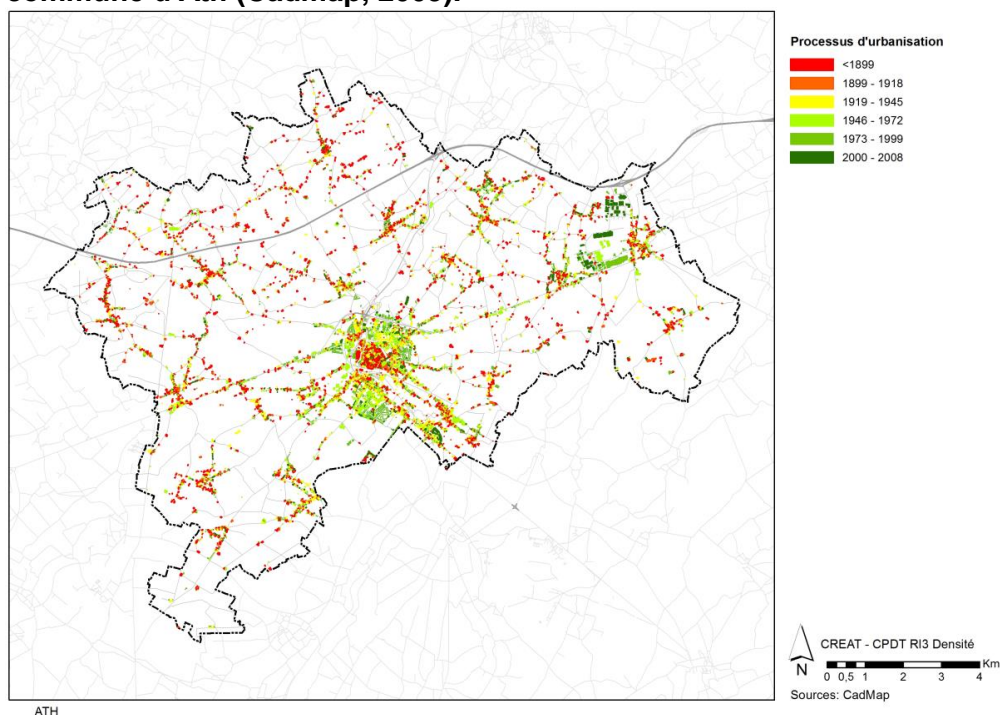 Processus d'urbanisation
<1899
1899 - 1918
1919 - 1945
1946 - 1972
1973 - 1999
2000 - 2008
CREAT - CPDT RI3 Densité
N
Km
0 0,5 1 2 3 4
Sources: CadMap
ATH